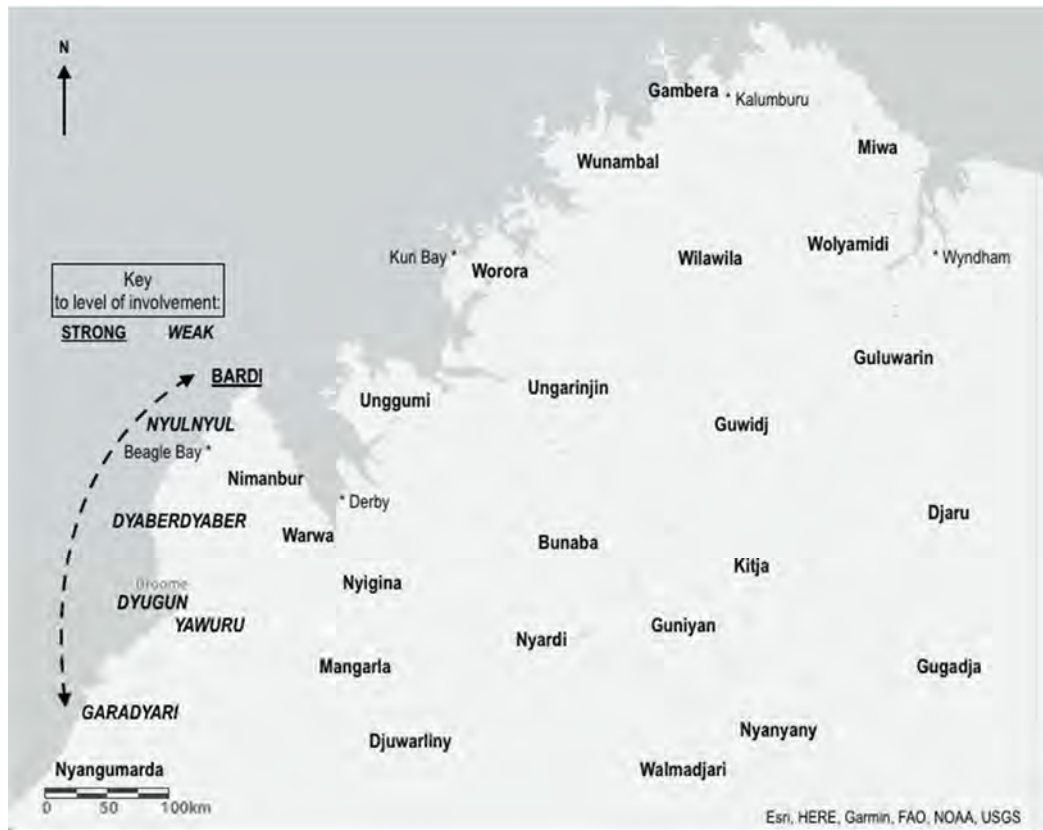 N
Gambera
* Kalumburu
Miwa
Wunambal
Wolyamidi
Kuri Bay *
Worora
Wilawila
* Wyndham
Key
to level of involvement:
STRONG WEAK
Guluwarin
BARDI
Unggumi
Ungarinjin
NYULNYUL
Guwidj
Beagle Bay *
Nimanbur
* Derby
DYABERDYABER
Djaru
Warwa
Bunaba
Kitja
Broome
Nyigina
DYUGUN
YAWURU
Guniyan
Nyardi
Mangarla
Gugadja
GARADYARI
Nyanyany
Djuwarliny
Nyangumarda
Walmadjari
0 50 100km
Esri, HERE, Garmin, FAO, NOAA, USGS